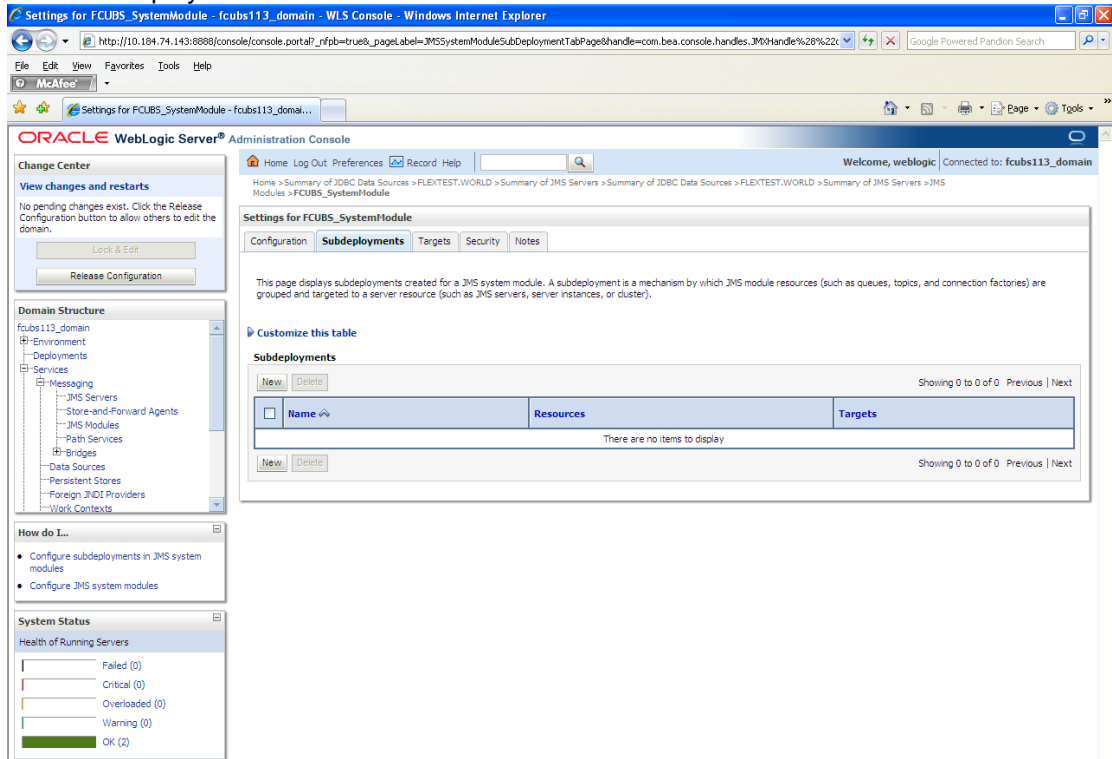 Settings for FCUBS_SystemModule - fcubs113_domain - WLS Console - Windows Internet Explorer
http://10.184.74.143:8888/console/console.portal?_nfpb=true&_pageLabel=JMSSystemModuleSubDeploymentTabPage&handle=com.bea.console.handles.JMXHandle%28%22c
Google Powered Pandion Search
File Edit View Favorites Tools Help
McAfee
Settings for FCUBS_SystemModule - fcubs113_domai...
Page Tools »
ORACLE WebLogic Server® Administration Console
Change Center
View changes and restarts
No pending changes exist. Click the Release
Configuration button to allow others to edit the
domain.
Lock & Edit
Release Configuration
Domain Structure
fcubs113_domain
Environment
Deployments
Services
Messaging
JMS Servers
Store-and-Forward Agents
JMS Modules
Path Services
Bridges
Data Sources
Persistent Stores
Foreign JNDI Providers
Work Contexts
How do I...
Configure subdeployments in JMS system
modules
Configure JMS system modules
System Status
Health of Running Servers
Failed (0)
Critical (0)
Overloaded (0)
Warning (0)
OK (2)
Home Log Out Preferences Record Help
Welcome, weblogic Connected to: fcubs113_domain
Home >Summary of JDBC Data Sources >FLEXTEST.WORLD >Summary of JMS Servers >Summary of JDBC Data Sources >FLEXTEST.WORLD >Summary of JMS Servers >JMS
Modules >FCUBS_SystemModule
Settings for FCUBS_SystemModule
Configuration Subdeployments Targets Security Notes
This page displays subdeployments created for a JMS system module. A subdeployment is a mechanism by which JMS module resources (such as queues, topics, and connection factories) are
grouped and targeted to a server resource (such as JMS servers, server instances, or cluster).
Customize this table
Subdeployments
New Delete Showing 0 to 0 of 0 Previous | Next
Name Resources Targets
There are no items to display
New Delete Showing 0 to 0 of 0 Previous | Next